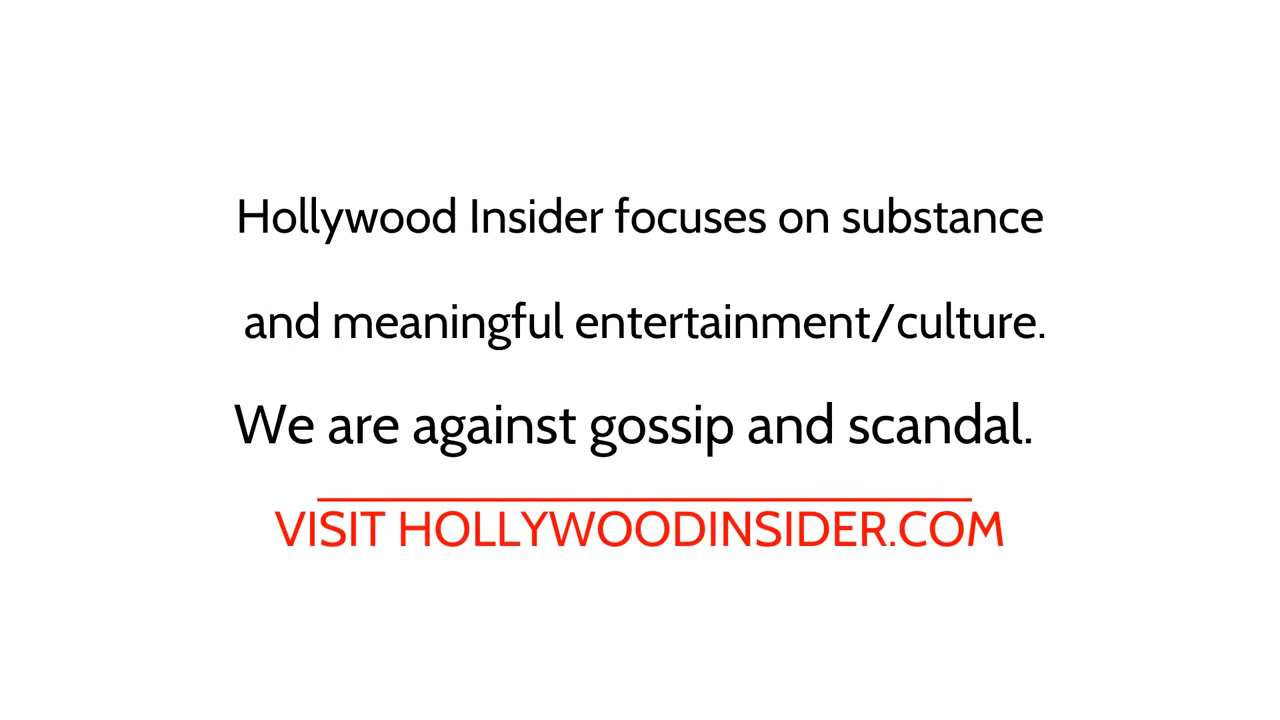 Hollywood Insider focuses on substance
and meaningful entertainment/culture.
We are against gossip and scandal.
VISIT HOLLYWOODINSIDER.COM